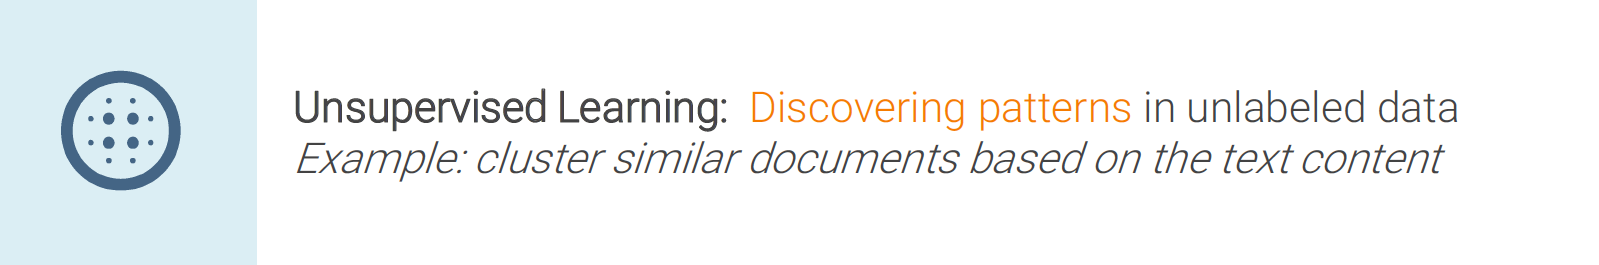 Unsupervised Learning: Discovering patterns in unlabeled data
Example: cluster similar documents based on the text content